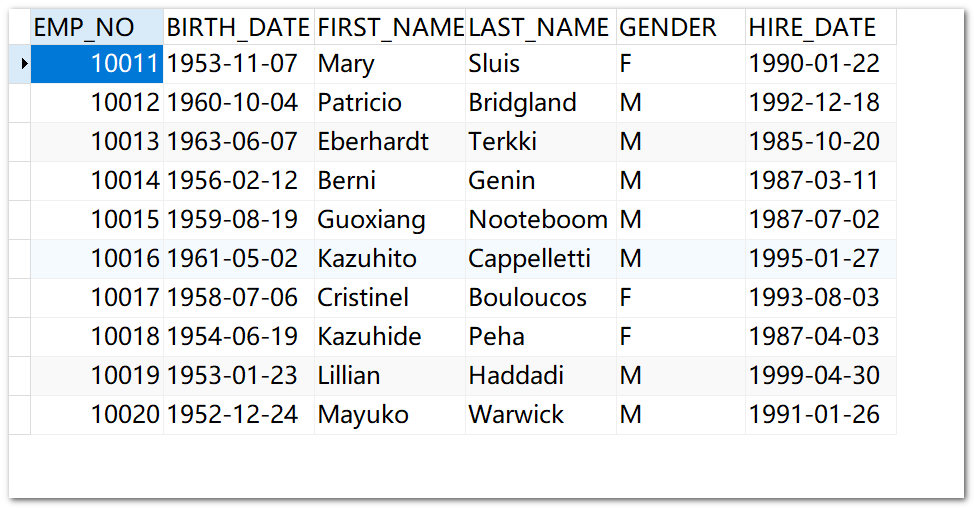 EMP_NO BIRTH_DATE FIRST_NAME LAST_NAME GENDER HIRE_DATE
10011 1953-11-07 Mary Sluis F 1990-01-22
10012 1960-10-04 Patricio Bridgland M 1992-12-18
10013 1963-06-07 Eberhardt Terkki M 1985-10-20
10014 1956-02-12 Berni Genin M 1987-03-11
10015 1959-08-19 Guoxiang Nooteboom M 1987-07-02
10016 1961-05-02 Kazuhito Cappelletti M 1995-01-27
10017 1958-07-06 Cristinel Bouloucos F 1993-08-03
10018 1954-06-19 Kazuhide Peha F 1987-04-03
10019 1953-01-23 Lillian Haddadi M 1999-04-30
10020 1952-12-24 Mayuko Warwick M 1991-01-26